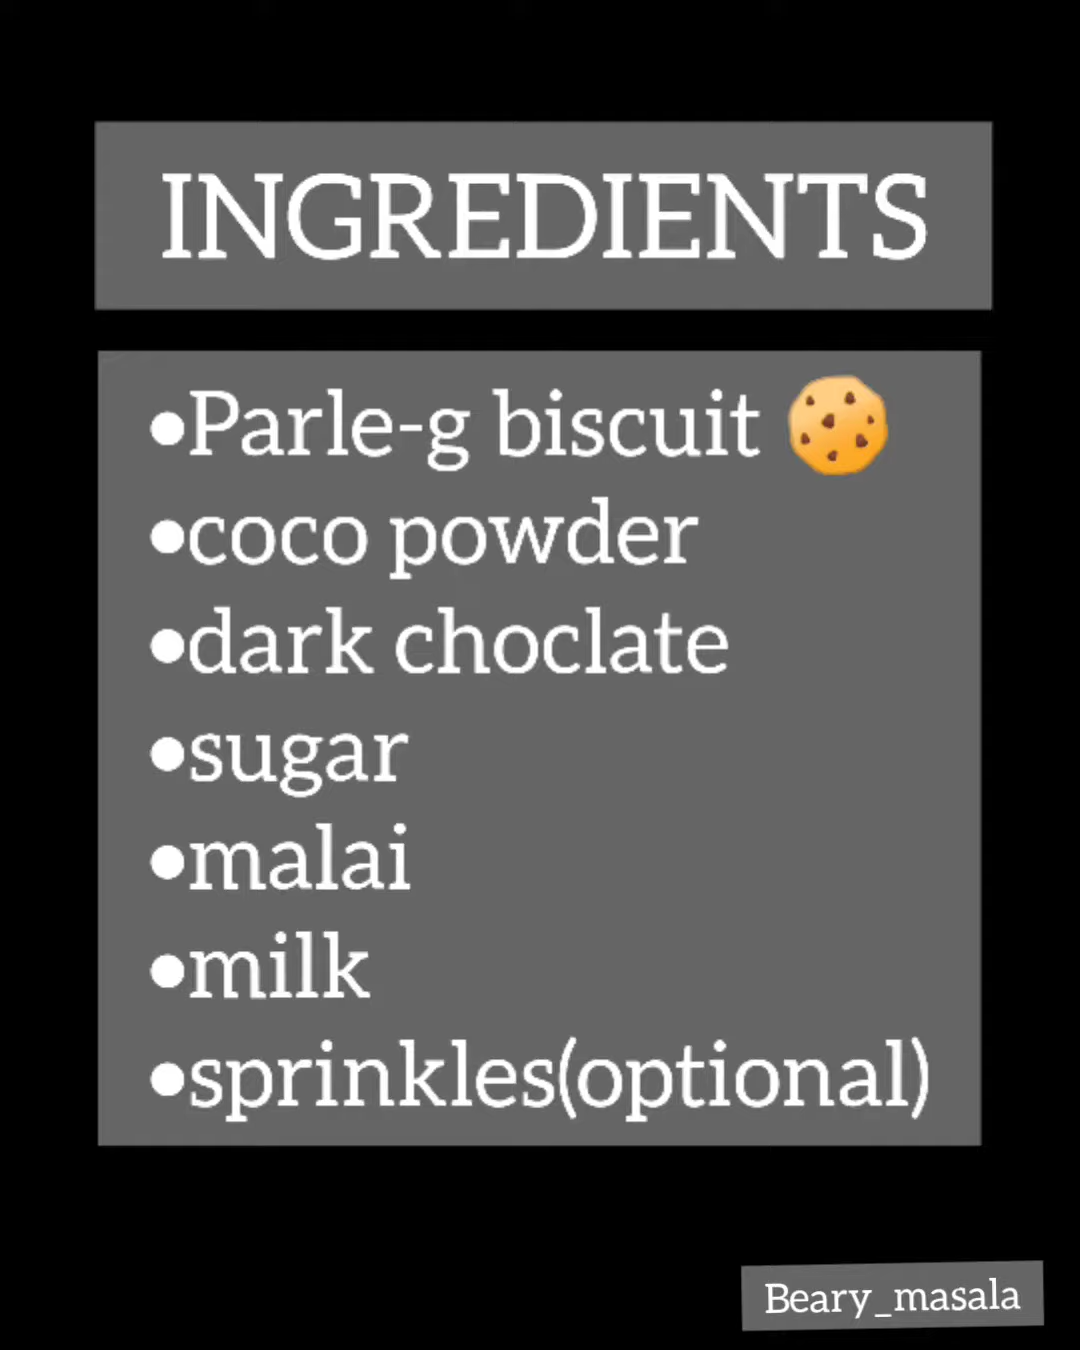 INGREDIENTS
•Parle-g biscuit 🍪
•coco powder
•dark choclate
•sugar
•malai
•milk
•sprinkles(optional)
Beary_masala